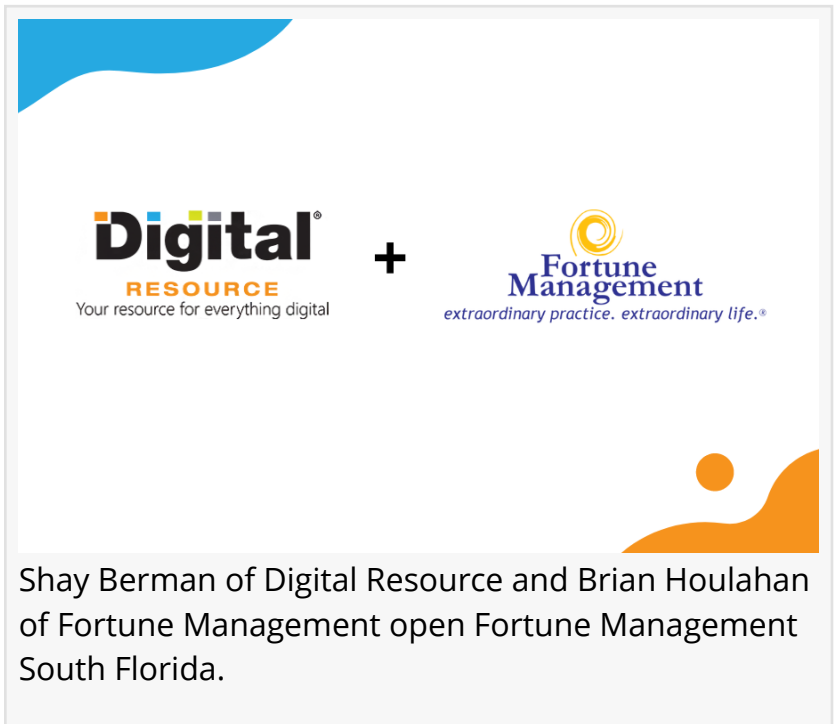 Digital®
RESOURCE
Your resource for everything digital
+
Fortune
Management
extraordinary practice. extraordinary life.®
Shay Berman of Digital Resource and Brian Houlahan
of Fortune Management open Fortune Management
South Florida.